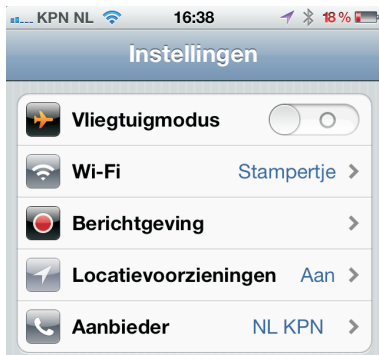 KPN NL 16:38 18 %
Instellingen
Vliegtuigmodus
Wi-Fi Stampertje
Berichtgeving
Locatievoorzieningen Aan
Aanbieder NL KPN